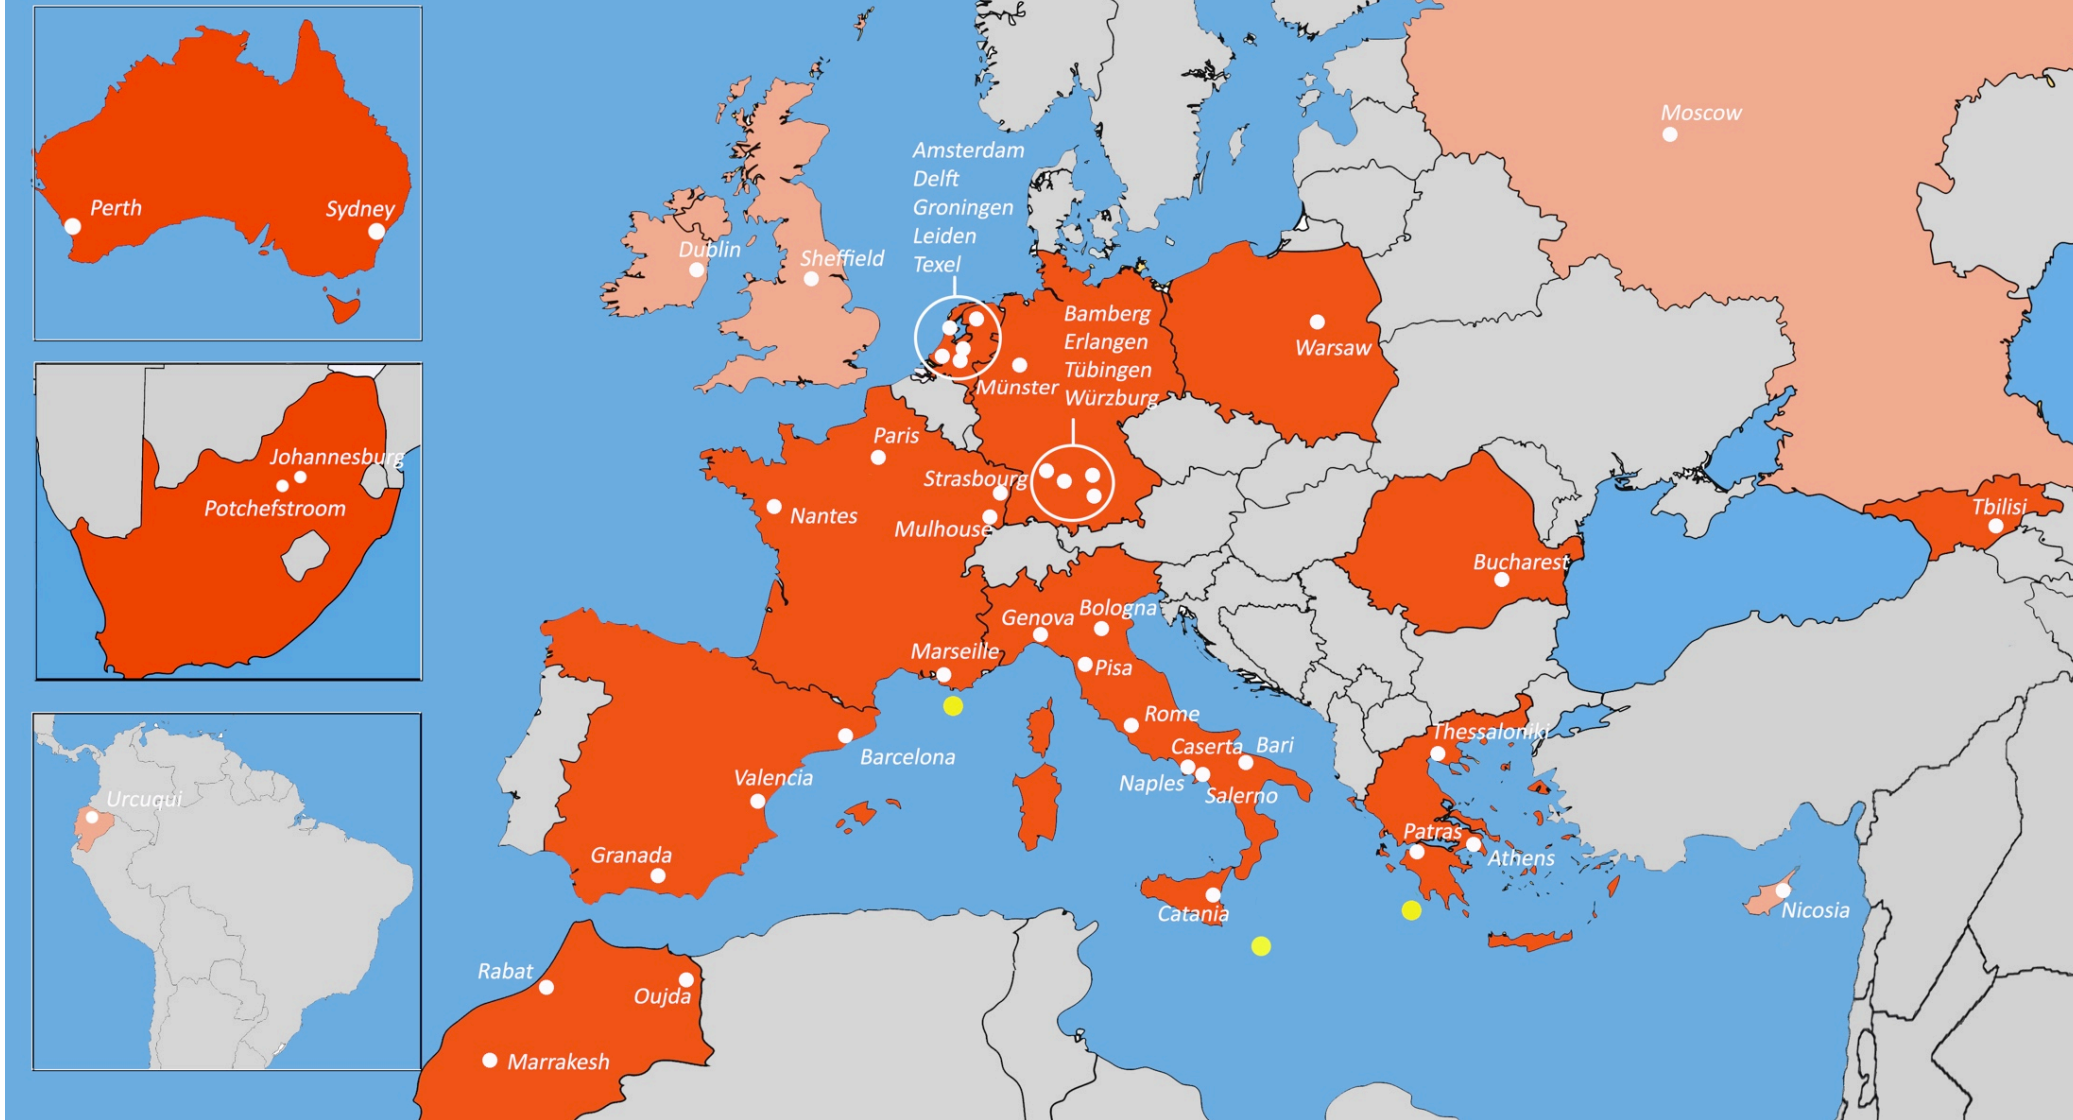 Perth
Sydney
Johannesburg
Potchefstroom
Urcuqui
Moscow
Amsterdam
Delft
Groningen
Leiden
Texel
Dublin
Sheffield
Bamberg
Erlangen
Tübingen
Würzburg
Münster
Warsaw
Paris
Strasbourg
Nantes
Mulhouse
Tbilisi
Bucharest
Genova
Bologna
Marseille
Pisa
Rome
Caserta
Bari
Naples
Salerno
Barcelona
Valencia
Granada
Catania
Thessaloniki
Patras
Athens
Nicosia
Rabat
Oujda
Marrakesh